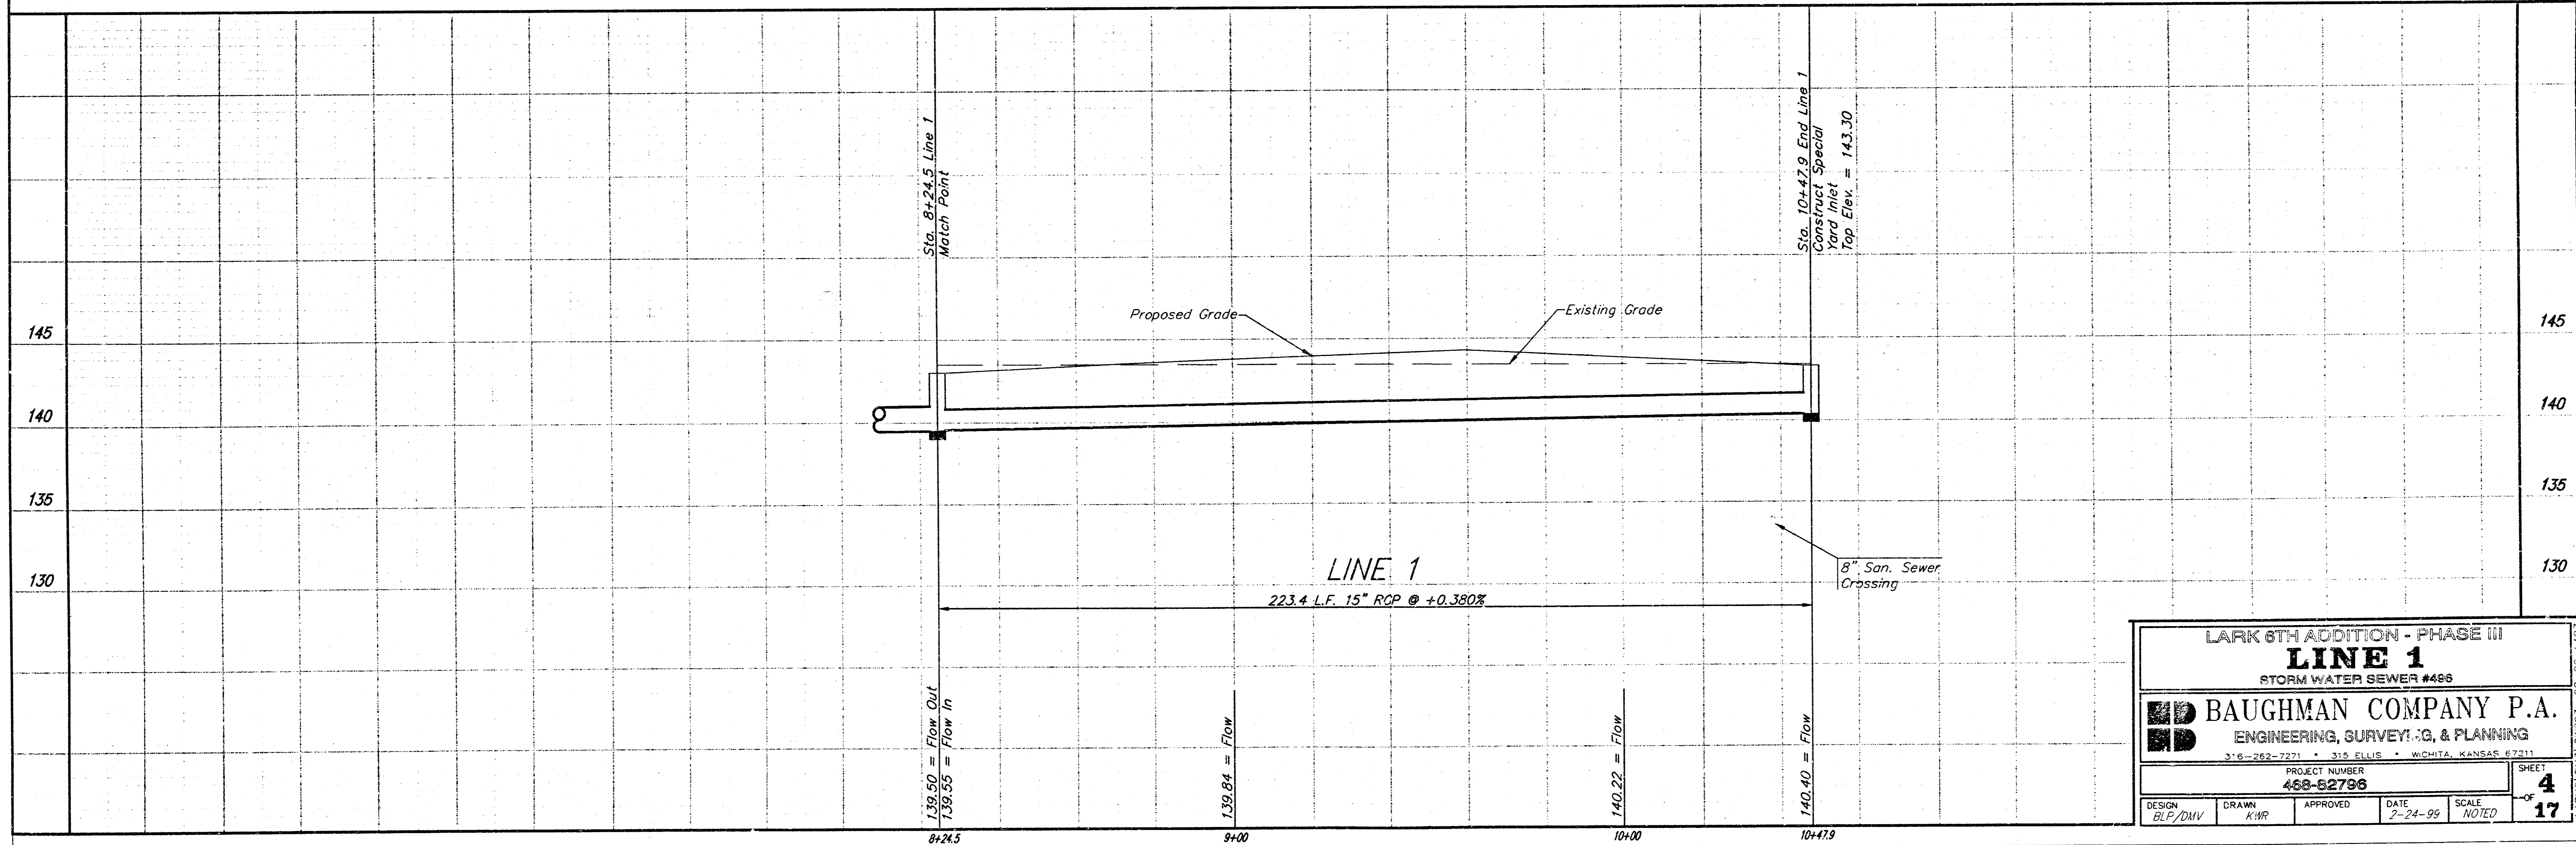 Sta. 8+24.5 Line 1
Match Point
Sta. 10+47.9 End Line 1
Construct Special
Yard Inlet
Top Elev. = 143.30
Proposed Grade
Existing Grade
145
145
140
140
135
135
130
130
8" San. Sewer
Crossing
LINE 1
223.4 L.F. 15" RCP @ +0.380%
139.50 = Flow Out
139.55 = Flow In
139.84 = Flow
140.22 = Flow
140.40 = Flow
8+24.5
9+00
10+00
10+47.9
LARK 6TH ADDITION - PHASE III
LINE 1
STORM WATER SEWER #496
BAUGHMAN COMPANY P.A.
ENGINEERING, SURVEYING, & PLANNING
316-262-7271 • 315 ELLIS • WICHITA, KANSAS 67211
PROJECT NUMBER
468-82796
SHEET
4
OF
17
DESIGN
BLP/DMV
DRAWN
KWR
APPROVED
DATE
2-24-99
SCALE
NOTED